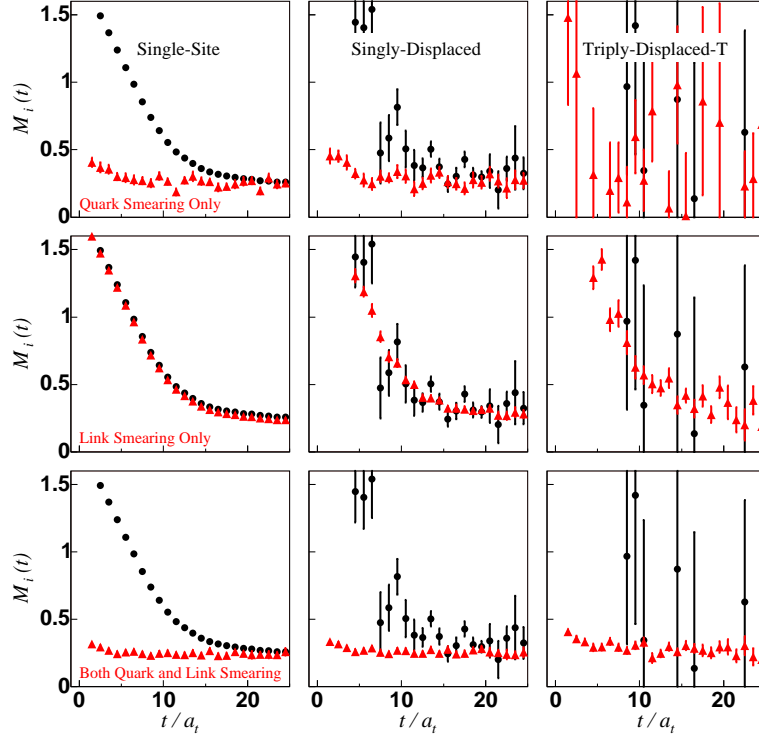 Single-Site
Singly-Displaced
Triply-Displaced-T
1.5
1
0.5
0
M_i(t)
Quark Smearing Only
1.5
1
0.5
0
M_i(t)
Link Smearing Only
1.5
1
0.5
0
M_i(t)
Both Quark and Link Smearing
0 10 20 0 10 20 0 10 20
t/a_t t/a_t t/a_t